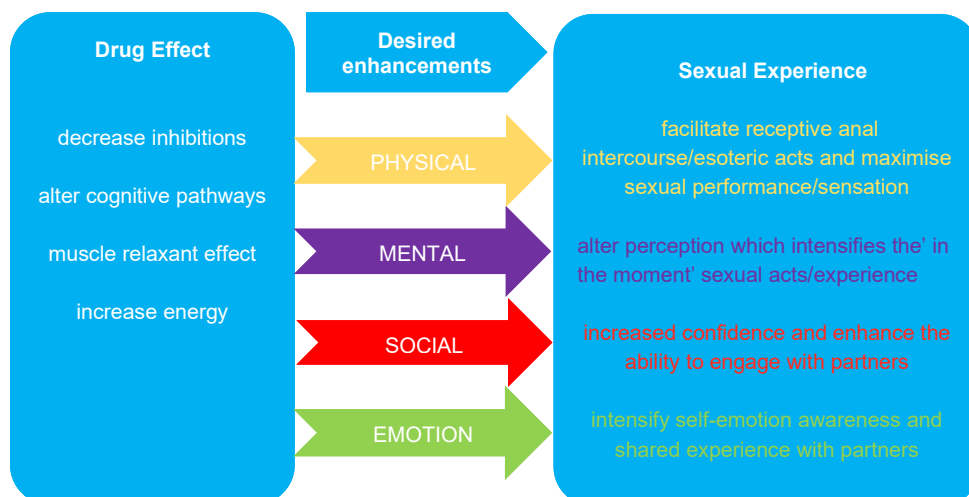 Drug Effect
decrease inhibitions
alter cognitive pathways
muscle relaxant effect
increase energy
Desired
enhancements
PHYSICAL
MENTAL
SOCIAL
EMOTION
Sexual Experience
facilitate receptive anal
intercourse/esoteric acts and maximise
sexual performance/sensation
alter perception which intensifies the’ in
the moment’ sexual acts/experience
increased confidence and enhance the
ability to engage with partners
intensify self-emotion awareness and
shared experience with partners